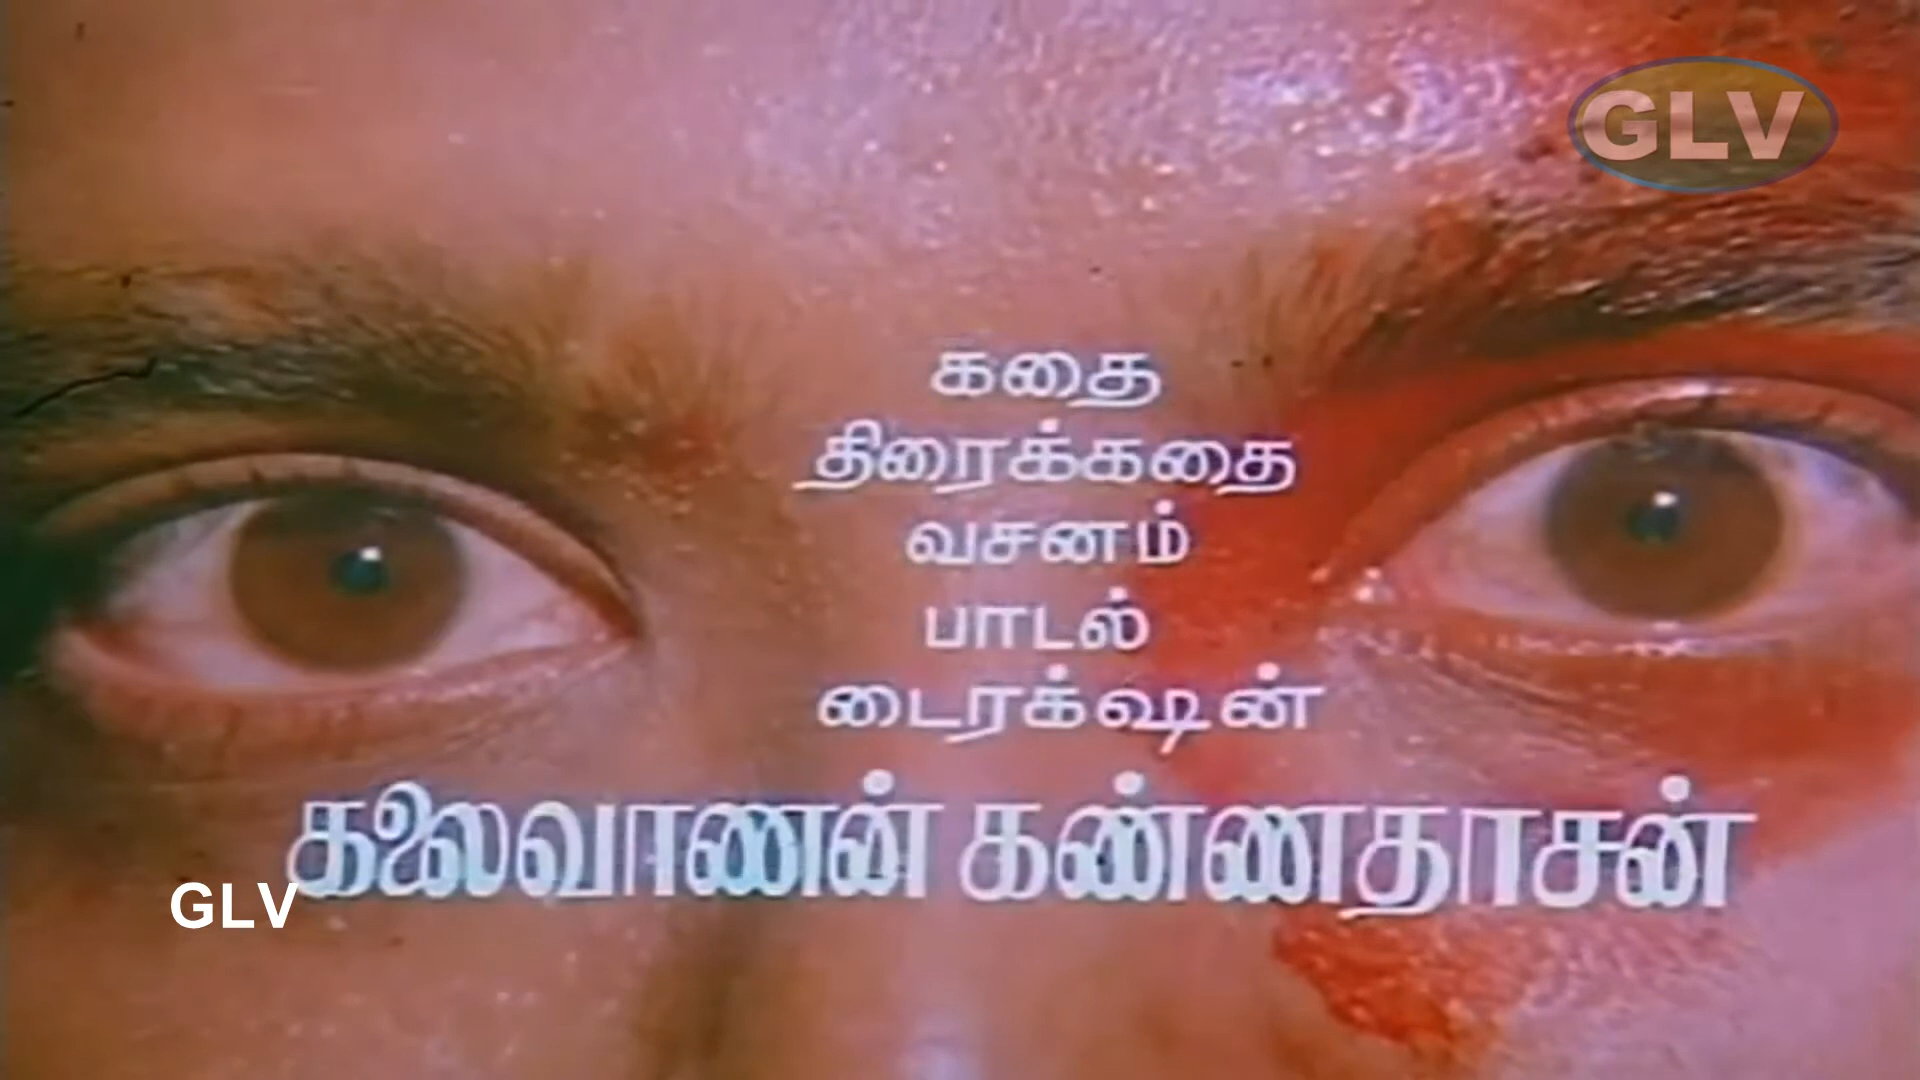 GLV
கதை
திரைக்கதை
வசனம்
பாடல்
டைரக்ஷன்
கலைவாணன் கண்ணதாசன்
GLV